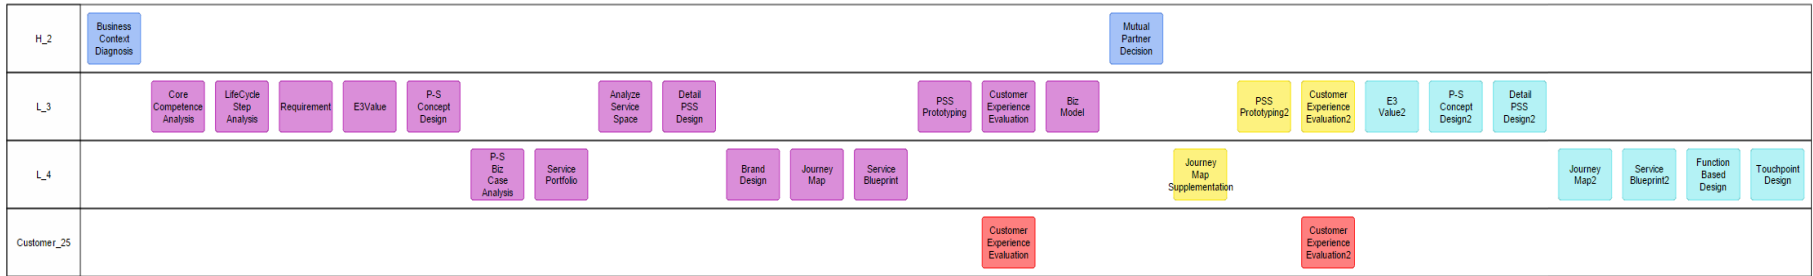 H_2
Business
Context
Diagnosis
Mutual
Partner
Decision
L_3
Core
Competence
Analysis
LifeCycle
Step
Analysis
Requirement
E3Value
P-S
Concept
Design
Analyze
Service
Space
Detail
PSS
Design
PSS
Prototyping
Customer
Experience
Evaluation
Biz
Model
PSS
Prototyping2
Customer
Experience
Evaluation2
E3
Value2
P-S
Concept
Design2
Detail
PSS
Design2
L_4
P-S
Biz
Case
Analysis
Service
Portfolio
Brand
Design
Journey
Map
Service
Blueprint
Journey
Map
Supplementation
Journey
Map2
Service
Blueprint2
Function
Based
Design
Touchpoint
Design
Customer_25
Customer
Experience
Evaluation
Customer
Experience
Evaluation2